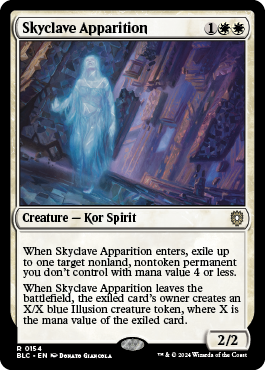 Skyclave Apparition 1
Creature — Kor Spirit
When Skyclave Apparition enters, exile up
to one target nonland, nontoken permanent
you don't control with mana value 4 or less.
When Skyclave Apparition leaves the
battlefield, the exiled card's owner creates an
X/X blue Illusion creature token, where X is
the mana value of the exiled card.
2/2
R 0154
BLC • EN Donato Giancola
™ & © 2024 Wizards of the Coast